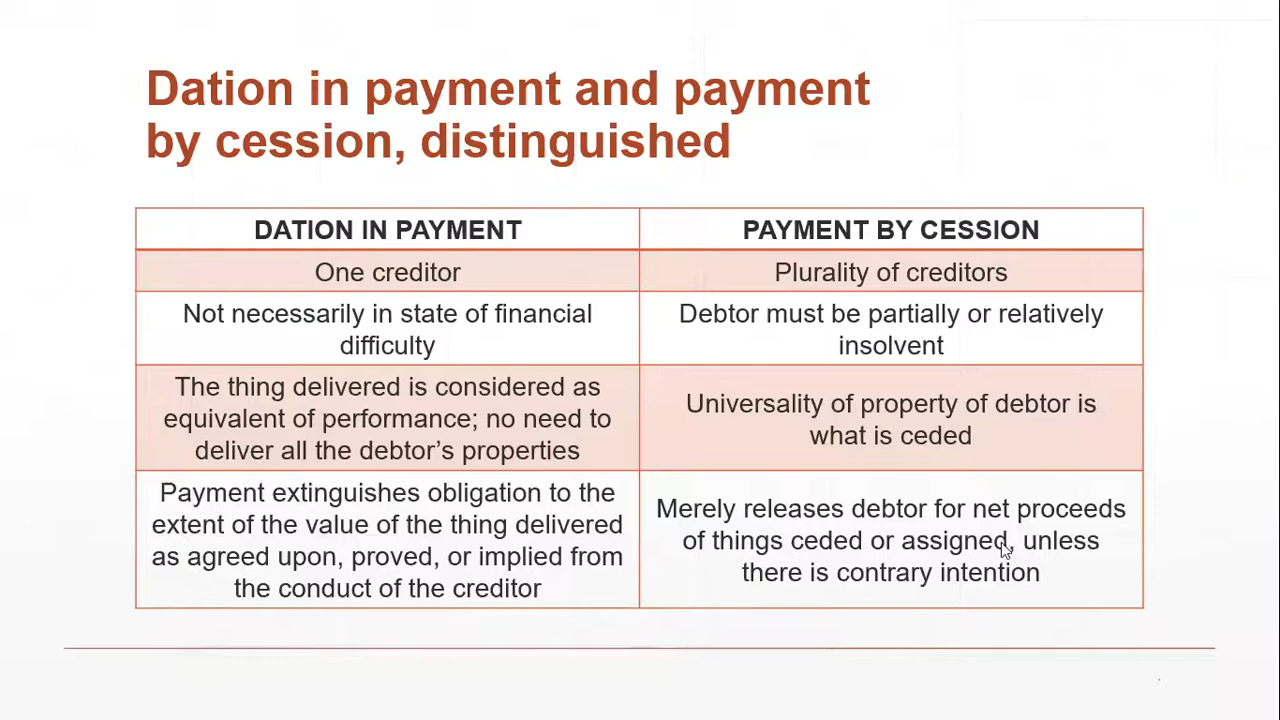 Dation in payment and payment
by cession, distinguished
DATION IN PAYMENT
PAYMENT BY CESSION
One creditor
Plurality of creditors
Not necessarily in state of financial
difficulty
Debtor must be partially or relatively
insolvent
The thing delivered is considered as
equivalent of performance; no need to
deliver all the debtor’s properties
Universality of property of debtor is
what is ceded
Payment extinguishes obligation to the
extent of the value of the thing delivered
as agreed upon, proved, or implied from
the conduct of the creditor
Merely releases debtor for net proceeds
of things ceded or assigned, unless
there is contrary intention